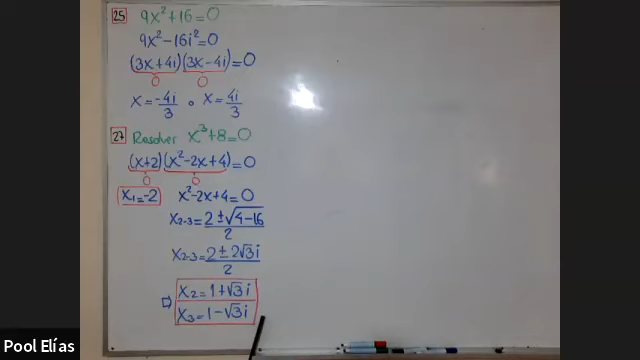 25 9x²+16=0
9x²-16i²=0
(3x+4i)(3x-4i)=0
0 0
x=-4i/3 o x=4i/3
27 Resolver x³+8=0
(x+2)(x²-2x+4)=0
0 0
x₁=-2 x²-2x+4=0
x₂₋₃=2±√4-16/2
x₂₋₃=2±2√3i/2
⇨ x₂=1+√3i
x₃=1-√3i
Pool Elías